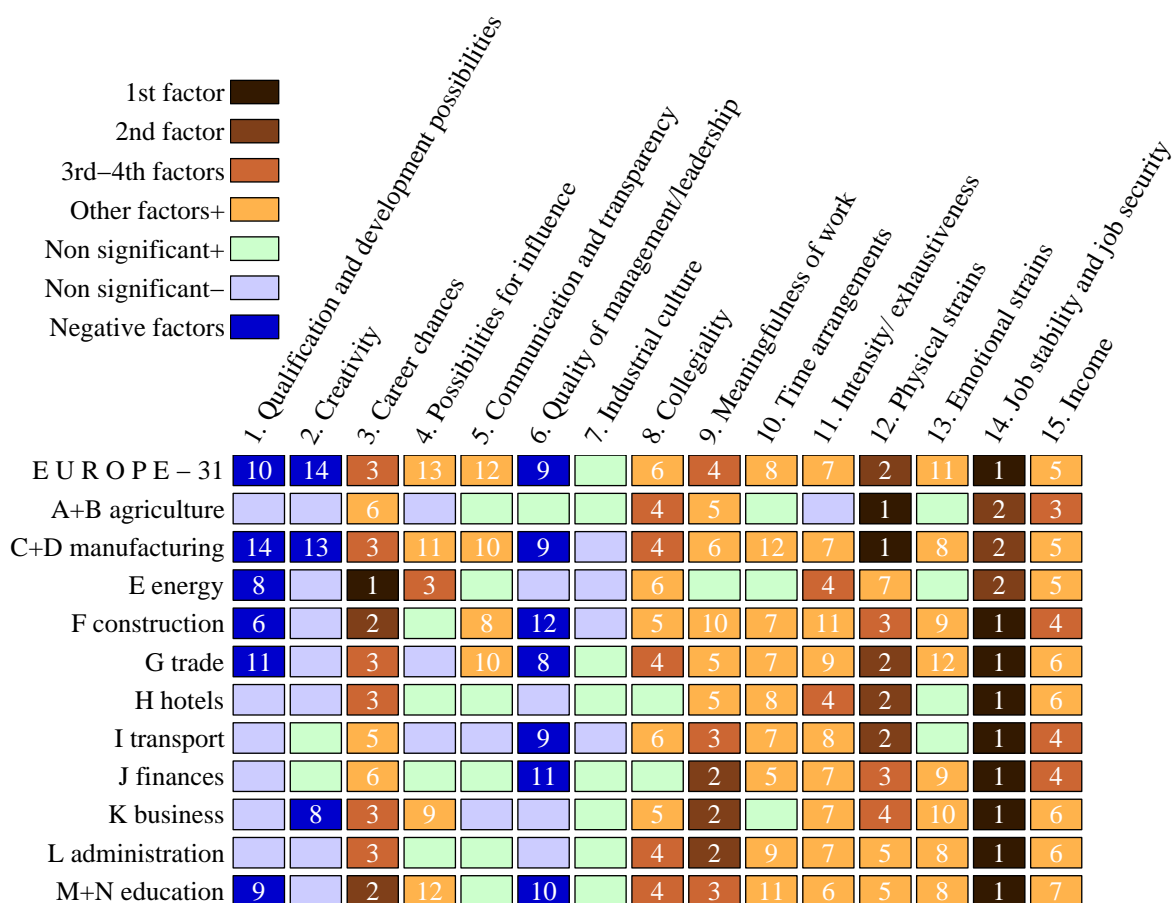 1st factor
2nd factor
3rd−4th factors
Other factors+
Non significant+
Non significant−
Negative factors
1. Qualification and development possibilities
2. Creativity
3. Career chances
4. Possibilities for influence
5. Communication and transparency
6. Quality of management/leadership
7. Industrial culture
8. Collegiality
9. Meaningfulness of work
10. Time arrangements
11. Intensity/ exhaustiveness
12. Physical strains
13. Emotional strains
14. Job stability and job security
15. Income
E U R O P E − 31 10 14 3 13 12 9 6 4 8 7 2 11 1 5
A+B agriculture 6 4 5 1 2 3
C+D manufacturing 14 13 3 11 10 9 4 6 12 7 1 8 2 5
E energy 8 1 3 6 4 7 2 5
F construction 6 2 8 12 5 10 7 11 3 9 1 4
G trade 11 3 10 8 4 5 7 9 2 12 1 6
H hotels 3 5 8 4 2 1 6
I transport 5 9 6 3 7 8 2 1 4
J finances 6 11 2 5 7 3 9 1 4
K business 8 3 9 5 2 7 4 10 1 6
L administration 3 4 2 9 7 5 8 1 6
M+N education 9 2 12 10 4 3 11 6 5 8 1 7